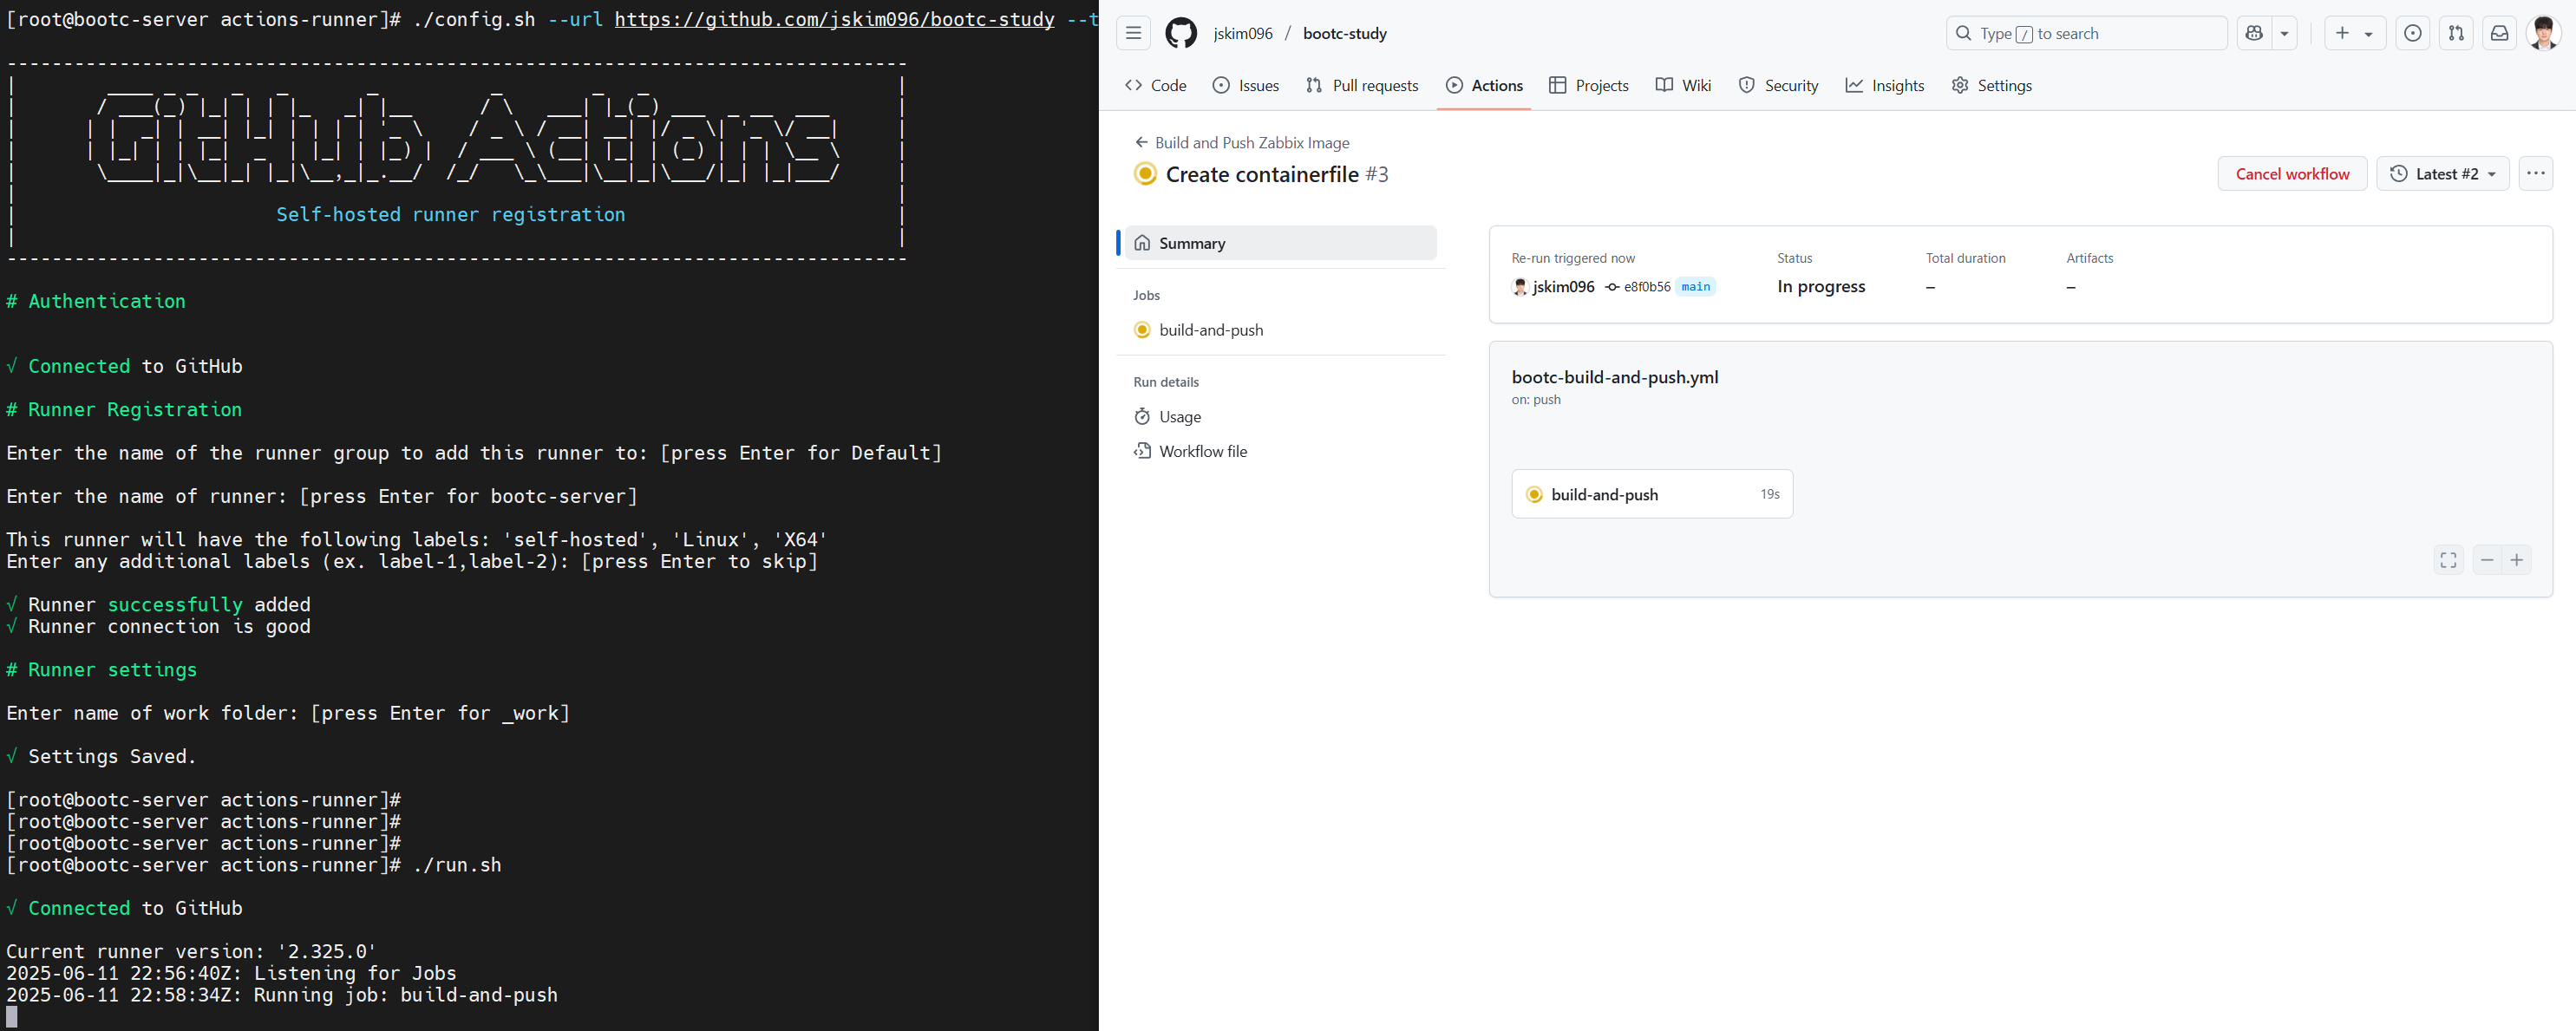 [root@bootc-server actions-runner]# ./config.sh --url https://github.com/jskim096/bootc-study --t
GitHub Actions
Self-hosted runner registration
# Authentication
√ Connected to GitHub
# Runner Registration
Enter the name of the runner group to add this runner to: [press Enter for Default]
Enter the name of runner: [press Enter for bootc-server]
This runner will have the following labels: 'self-hosted', 'Linux', 'X64'
Enter any additional labels (ex. label-1,label-2): [press Enter to skip]
√ Runner successfully added
√ Runner connection is good
# Runner settings
Enter name of work folder: [press Enter for _work]
√ Settings Saved.
[root@bootc-server actions-runner]#
[root@bootc-server actions-runner]#
[root@bootc-server actions-runner]#
[root@bootc-server actions-runner]# ./run.sh
√ Connected to GitHub
Current runner version: '2.325.0'
2025-06-11 22:56:40Z: Listening for Jobs
2025-06-11 22:58:34Z: Running job: build-and-push
jskim096 / bootc-study
Type / to search
Code Issues Pull requests Actions Projects Wiki Security Insights Settings
Build and Push Zabbix Image
Create containerfile #3
Cancel workflow
Latest #2
Summary
Jobs
build-and-push
Run details
Usage
Workflow file
Re-run triggered now Status Total duration Artifacts
jskim096 e8f0b56 main In progress – –
bootc-build-and-push.yml
on: push
build-and-push 19s